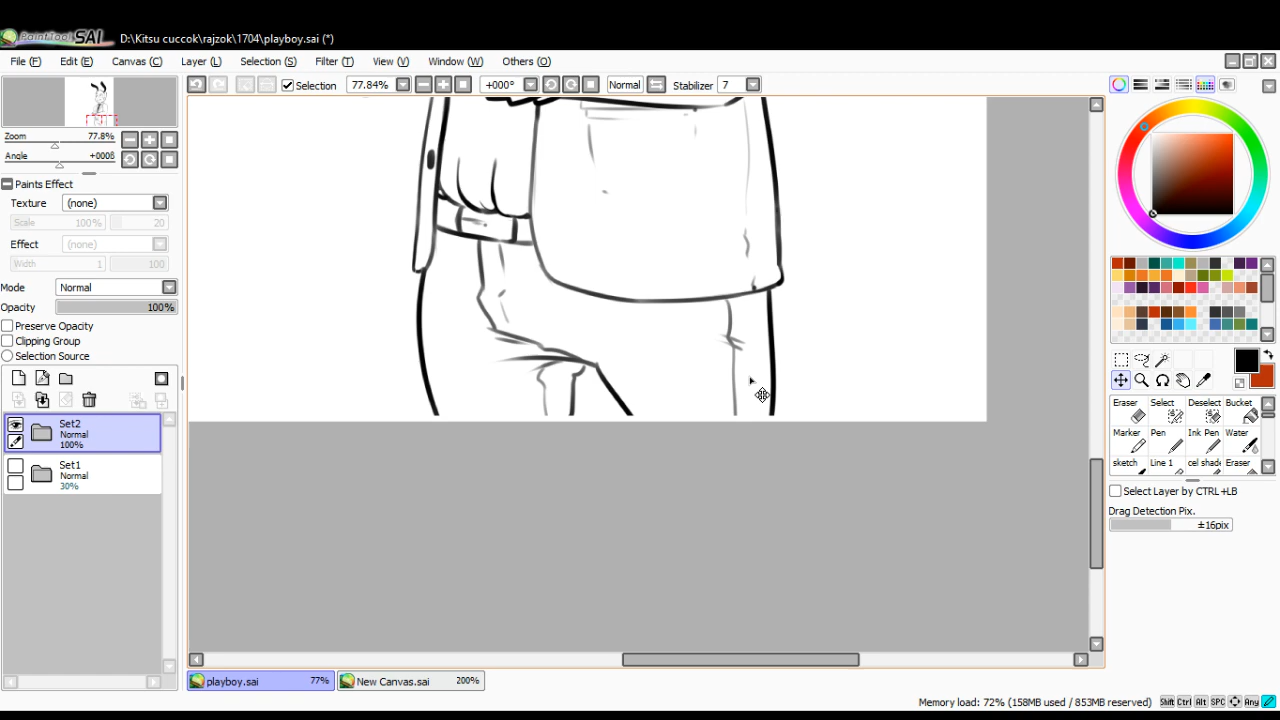 PaintTool SAI D:\Kitsu cuccok\rajzok\1704\playboy.sai (*)
File (F) Edit (E) Canvas (C) Layer (L) Selection (S) Filter (T) View (V) Window (W) Others (O)
Selection 77.84% +000° Normal Stabilizer 7
Zoom 77.8%
Angle +000°
Paints Effect
Texture (none)
Scale 100% 20
Effect (none)
Width 1 100
Mode Normal
Opacity 100%
Preserve Opacity
Clipping Group
Selection Source
Set2
Normal
100%
Set1
Normal
30%
Eraser Select Deselect Bucket
Marker Pen Ink Pen Water
sketch Line 1 cel shade Eraser
Select Layer by CTRL+LB
Drag Detection Pix.
±16pix
playboy.sai 77% New Canvas.sai 200%
Memory load: 72% (158MB used / 853MB reserved) Shift Ctrl Alt SPC Any